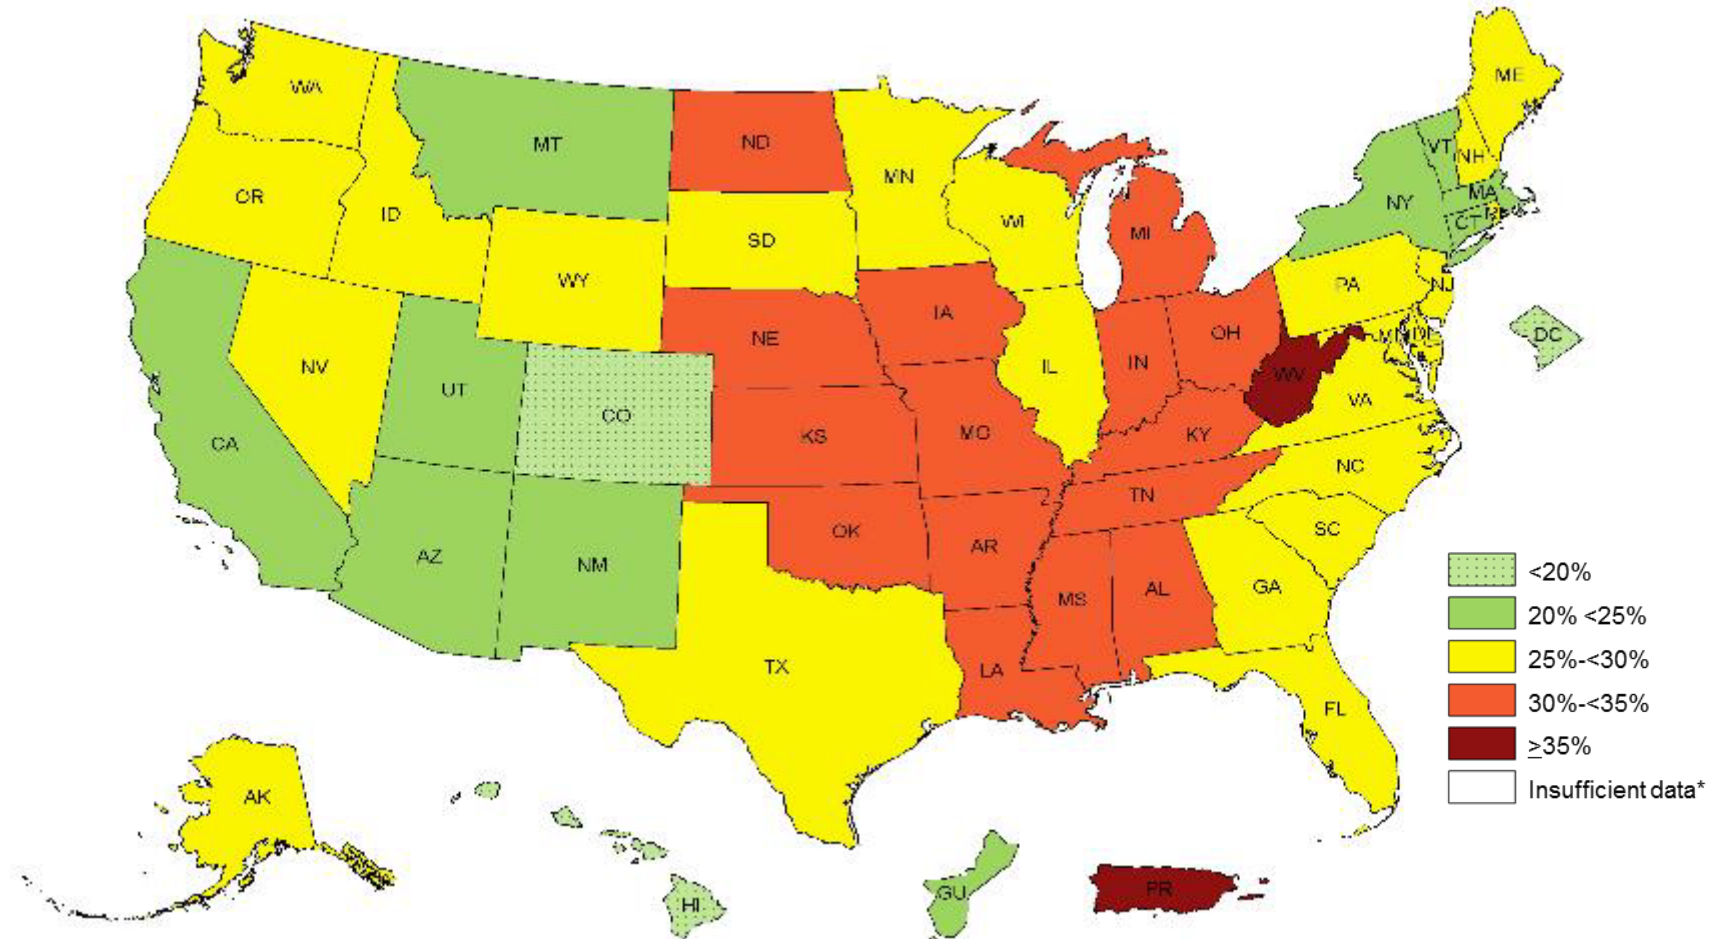 WA
ME
MT
ND
VT
NH
MN
OR
MA
NY
ID
CT
WI
MI
SD
WY
PA
NJ
IA
OH
DC
NE
NV
IN
IL
WV
UT
VA
CO
KS
MO
KY
CA
NC
TN
OK
SC
AR
AZ
NM
GA
AL
MS
TX
LA
FL
AK
GU
PR
HI
<20%
20% <25%
25%-<30%
30%-<35%
≥35%
Insufficient data*